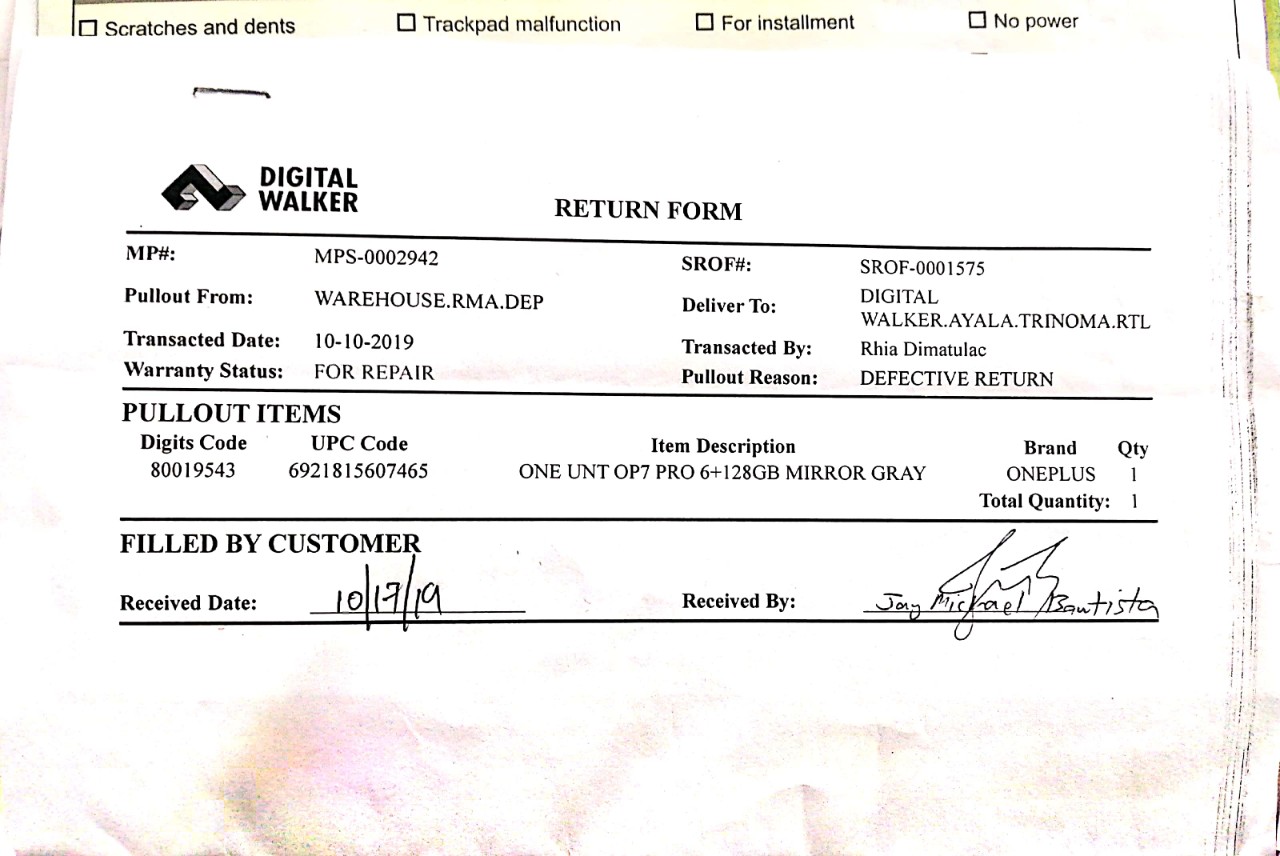 ☐ Scratches and dents ☐ Trackpad malfunction ☐ For installment ☐ No power
DIGITAL
WALKER
RETURN FORM
MP#: MPS-0002942 SROF#: SROF-0001575
Pullout From: WAREHOUSE.RMA.DEP Deliver To: DIGITAL
WALKER.AYALA.TRINOMA.RTL
Transacted Date: 10-10-2019 Transacted By: Rhia Dimatulac
Warranty Status: FOR REPAIR Pullout Reason: DEFECTIVE RETURN
PULLOUT ITEMS
Digits Code UPC Code Item Description Brand Qty
80019543 6921815607465 ONE UNT OP7 PRO 6+128GB MIRROR GRAY ONEPLUS 1
Total Quantity: 1
FILLED BY CUSTOMER
Received Date: 10/17/19 Received By: Jay Michael Bautista